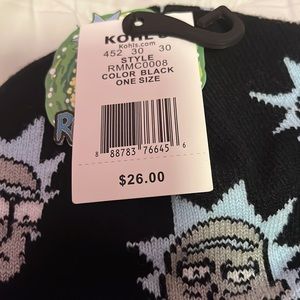 KOHL'S
Kohls.com
452 30 30
STYLE
RMMC0008
COLOR BLACK
ONE SIZE
8 88783 76645 6
$26.00